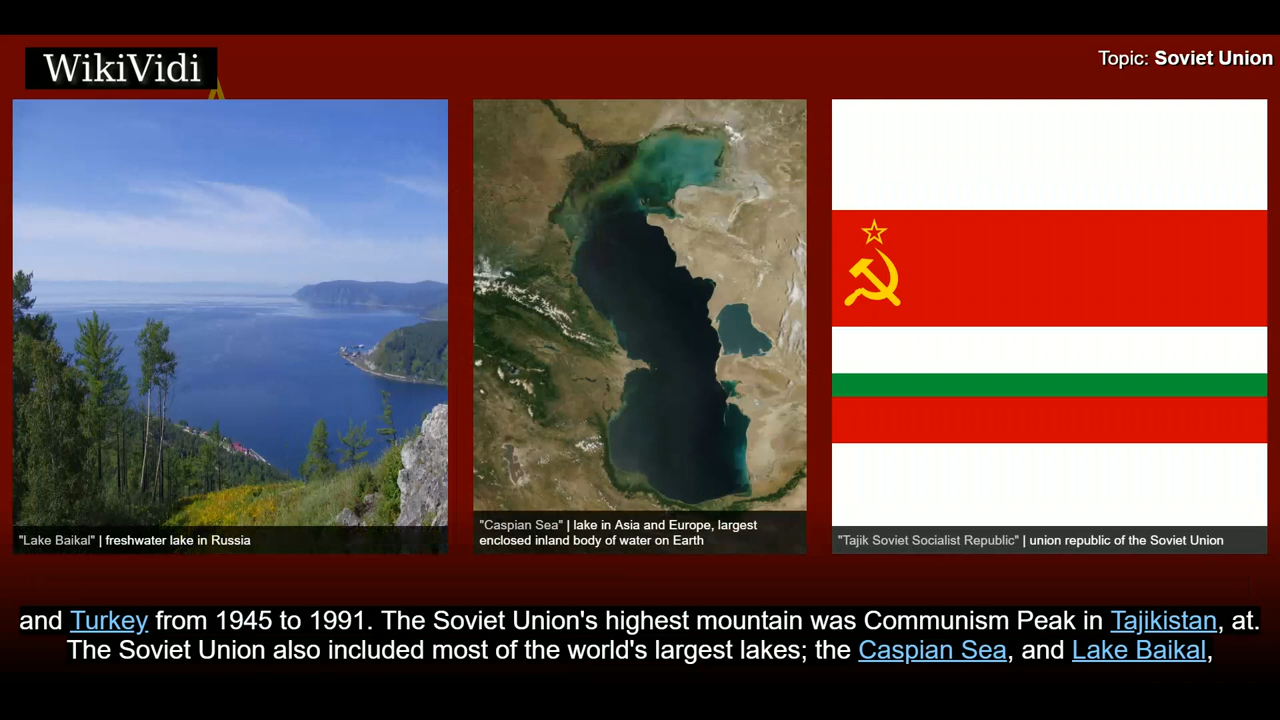 WikiVidi
Topic: Soviet Union
"Lake Baikal" | freshwater lake in Russia
"Caspian Sea" | lake in Asia and Europe, largest
enclosed inland body of water on Earth
"Tajik Soviet Socialist Republic" | union republic of the Soviet Union
and Turkey from 1945 to 1991. The Soviet Union's highest mountain was Communism Peak in Tajikistan, at.
The Soviet Union also included most of the world's largest lakes; the Caspian Sea, and Lake Baikal,